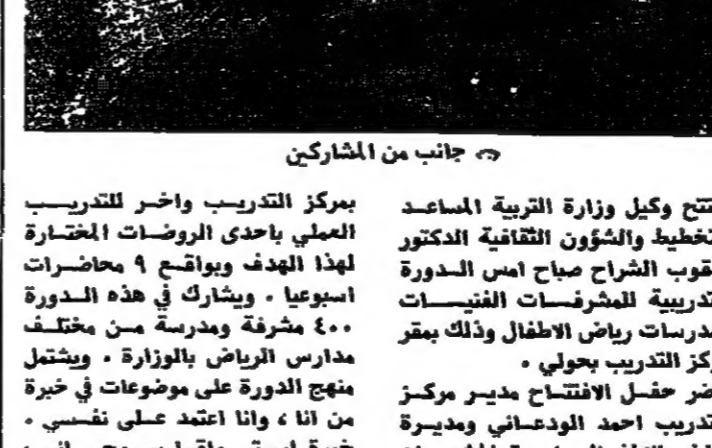 جانب من المشاركين
تتح وكيل وزارة التربية المساعد
تخطيط والشؤون الثقافية الدكتور
قوب الشراح صباح امس الدورة
تدريبية للمشرفات الفنيات
مدرسات رياض الاطفال وذلك بمقر
ركز التدريب بحولي .
ضر حفل الافتتاح مدير مركز
تدريب احمد الودعاني ومديرة
بمركز التدريب واخر للتدريب
العملي باحدى الروضات المختارة
لهذا الهدف وبواقع ٩ محاضرات
اسبوعيا . ويشارك في هذه الدورة
٤٠٠ مشرفة ومدرسة من مختلف
مدارس الرياض بالوزارة . ويشتمل
منهج الدورة على موضوعات في خبرة
من انا ، وانا اعتمد على نفسي .